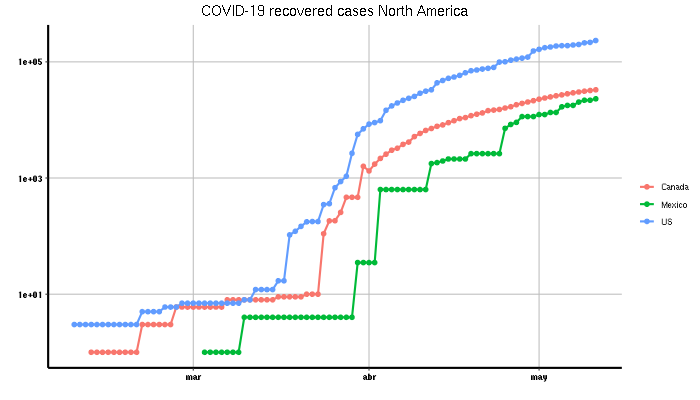 COVID-19 recovered cases North America
1e+05
1e+03
1e+01
mar
abr
may
Canada
Mexico
US